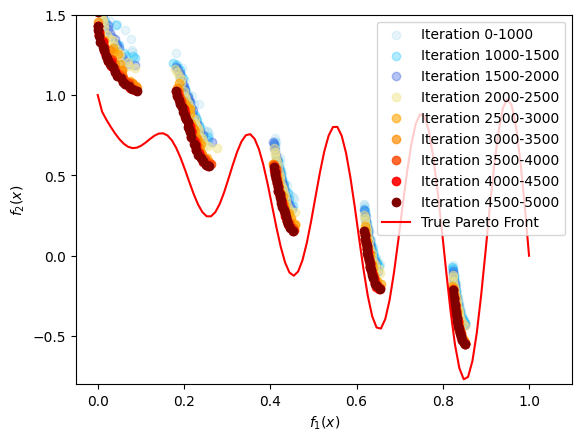 1.5
1.0
0.5
0.0
−0.5
0.0
0.2
0.4
0.6
0.8
1.0
f₂(x)
f₁(x)
Iteration 0-1000
Iteration 1000-1500
Iteration 1500-2000
Iteration 2000-2500
Iteration 2500-3000
Iteration 3000-3500
Iteration 3500-4000
Iteration 4000-4500
Iteration 4500-5000
True Pareto Front